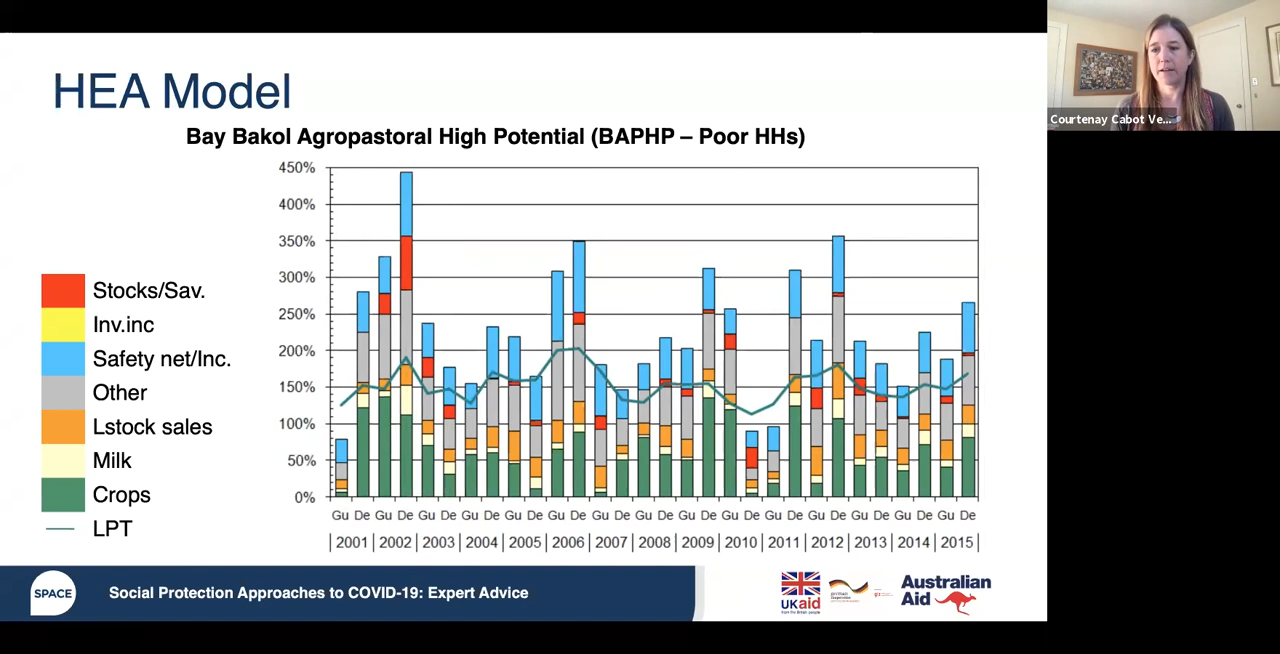 HEA Model
Courtenay Cabot Ve...
Bay Bakol Agropastoral High Potential (BAPHP – Poor HHs)
450%
400%
350%
300%
250%
200%
150%
100%
50%
0%
Stocks/Sav.
Inv.inc
Safety net/Inc.
Other
Lstock sales
Milk
Crops
LPT
Gu De Gu De Gu De Gu De Gu De Gu De Gu De Gu De Gu De Gu De Gu De Gu De Gu De Gu De Gu De
2001 2002 2003 2004 2005 2006 2007 2008 2009 2010 2011 2012 2013 2014 2015
SPACE
Social Protection Approaches to COVID-19: Expert Advice
UKaid
from the British people
german
cooperation
giz
Australian
Aid